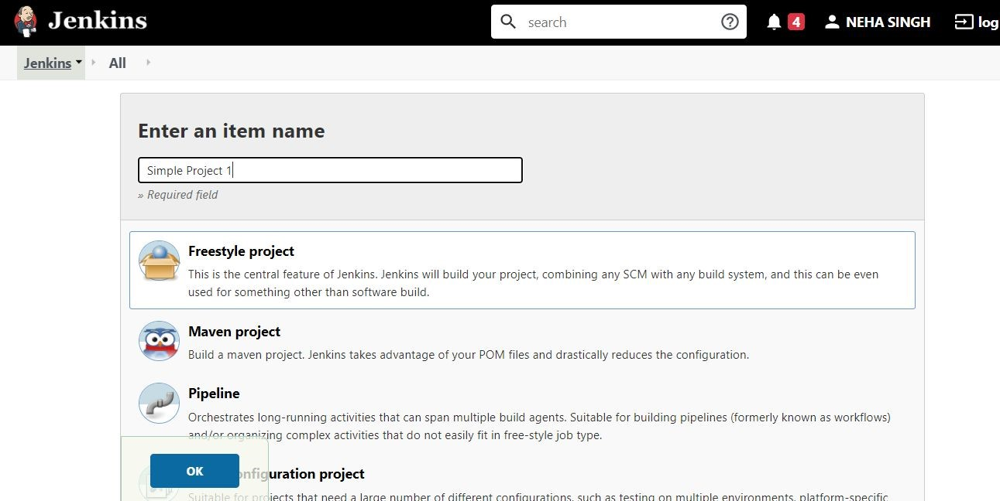 Jenkins
search
4
NEHA SINGH
log
Jenkins
All
Enter an item name
Simple Project 1
» Required field
Freestyle project
This is the central feature of Jenkins. Jenkins will build your project, combining any SCM with any build system, and this can be even
used for something other than software build.
Maven project
Build a maven project. Jenkins takes advantage of your POM files and drastically reduces the configuration.
Pipeline
Orchestrates long-running activities that can span multiple build agents. Suitable for building pipelines (formerly known as workflows)
and/or organizing complex activities that do not easily fit in free-style job type.
OK
nfiguration project
Suitable for projects that need a large number of different configurations, such as testing on multiple environments, platform-specific